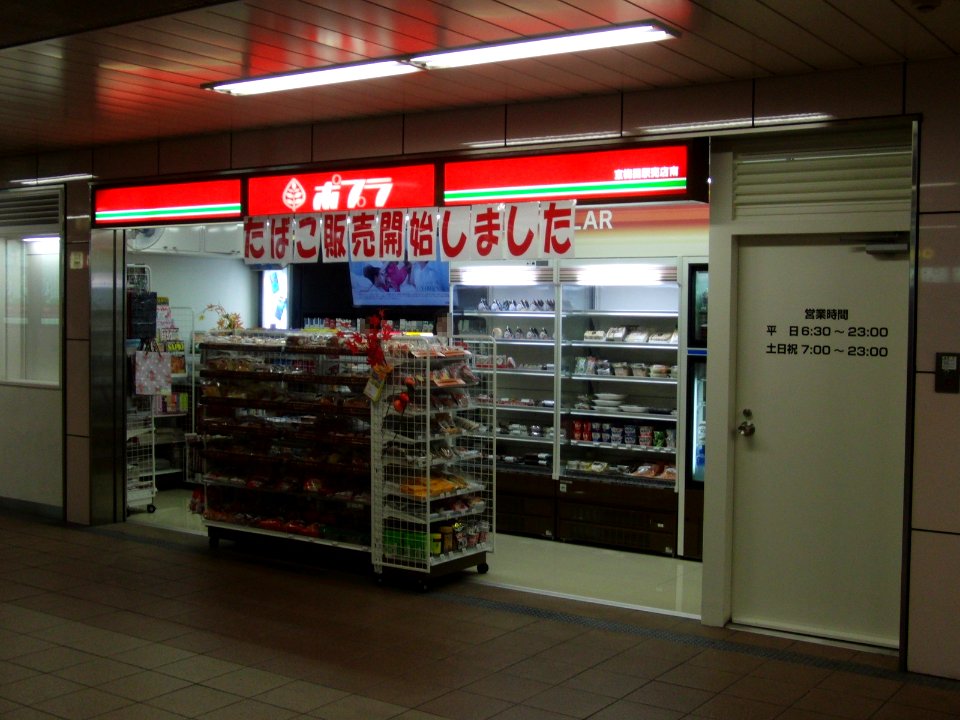 ポプラ
たばこ販売開始しました
LAR
営業時間
平 日 6:30～23:00
土日祝 7:00～23:00